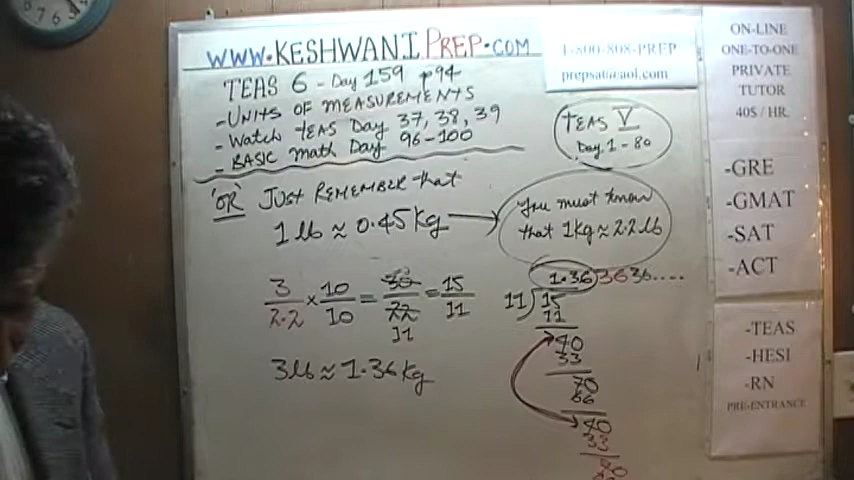 www.KESHWANIPREP.COM
TEAS 6 - Day 159 p94
- UNITS OF MEASUREMENTS
- Watch TEAS Day 37, 38, 39
- BASIC math Day 96-100
1-800-808-PREP
prepsat@aol.com
TEAS V
Day 1-80
"OR" JUST REMEMBER that
1 lb ≈ 0.45 kg
You must know
that 1kg ≈ 2.2 lb
3/2.2 × 10/10 = 30/22 = 15/11
11
3 lb ≈ 1.36 kg
1.363636....
11)15
11
40
33
70
66
40
33
ON-LINE
ONE-TO-ONE
PRIVATE
TUTOR
40$ / HR.
-GRE
-GMAT
-SAT
-ACT
-TEAS
-HESI
-RN
PRE-ENTRANCE